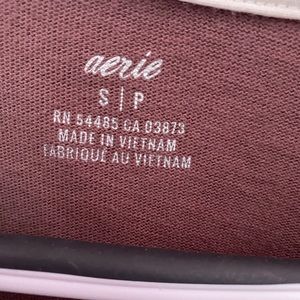 aerie
S | P
RN 54485 CA 03873
MADE IN VIETNAM
FABRIQUÉ AU VIETNAM